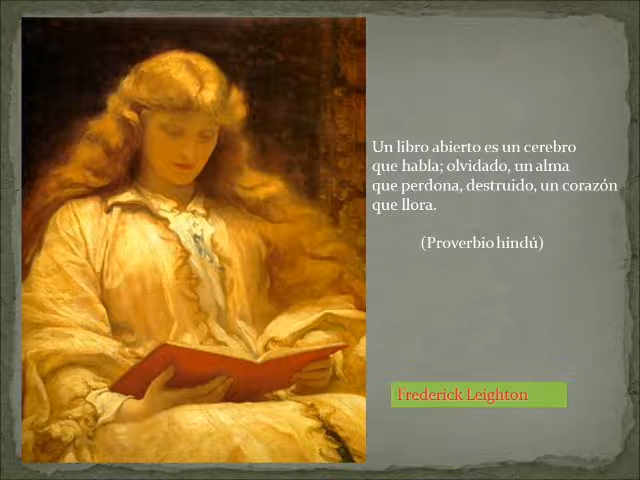 Un libro abierto es un cerebro
que habla; olvidado, un alma
que perdona, destruido, un corazón
que llora.
(Proverbio hindú)
Frederick Leighton